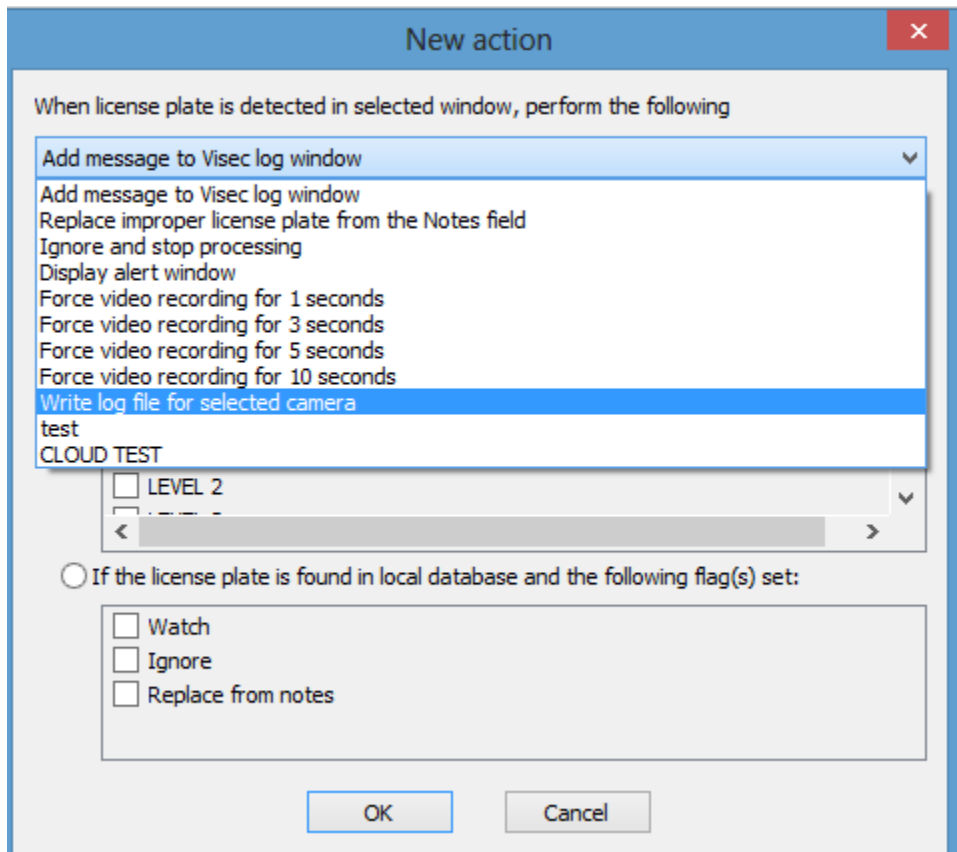 New action
When license plate is detected in selected window, perform the following
Add message to Visec log window
Add message to Visec log window
Replace improper license plate from the Notes field
Ignore and stop processing
Display alert window
Force video recording for 1 seconds
Force video recording for 3 seconds
Force video recording for 5 seconds
Force video recording for 10 seconds
Write log file for selected camera
test
CLOUD TEST
LEVEL 2
If the license plate is found in local database and the following flag(s) set:
Watch
Ignore
Replace from notes
OK Cancel